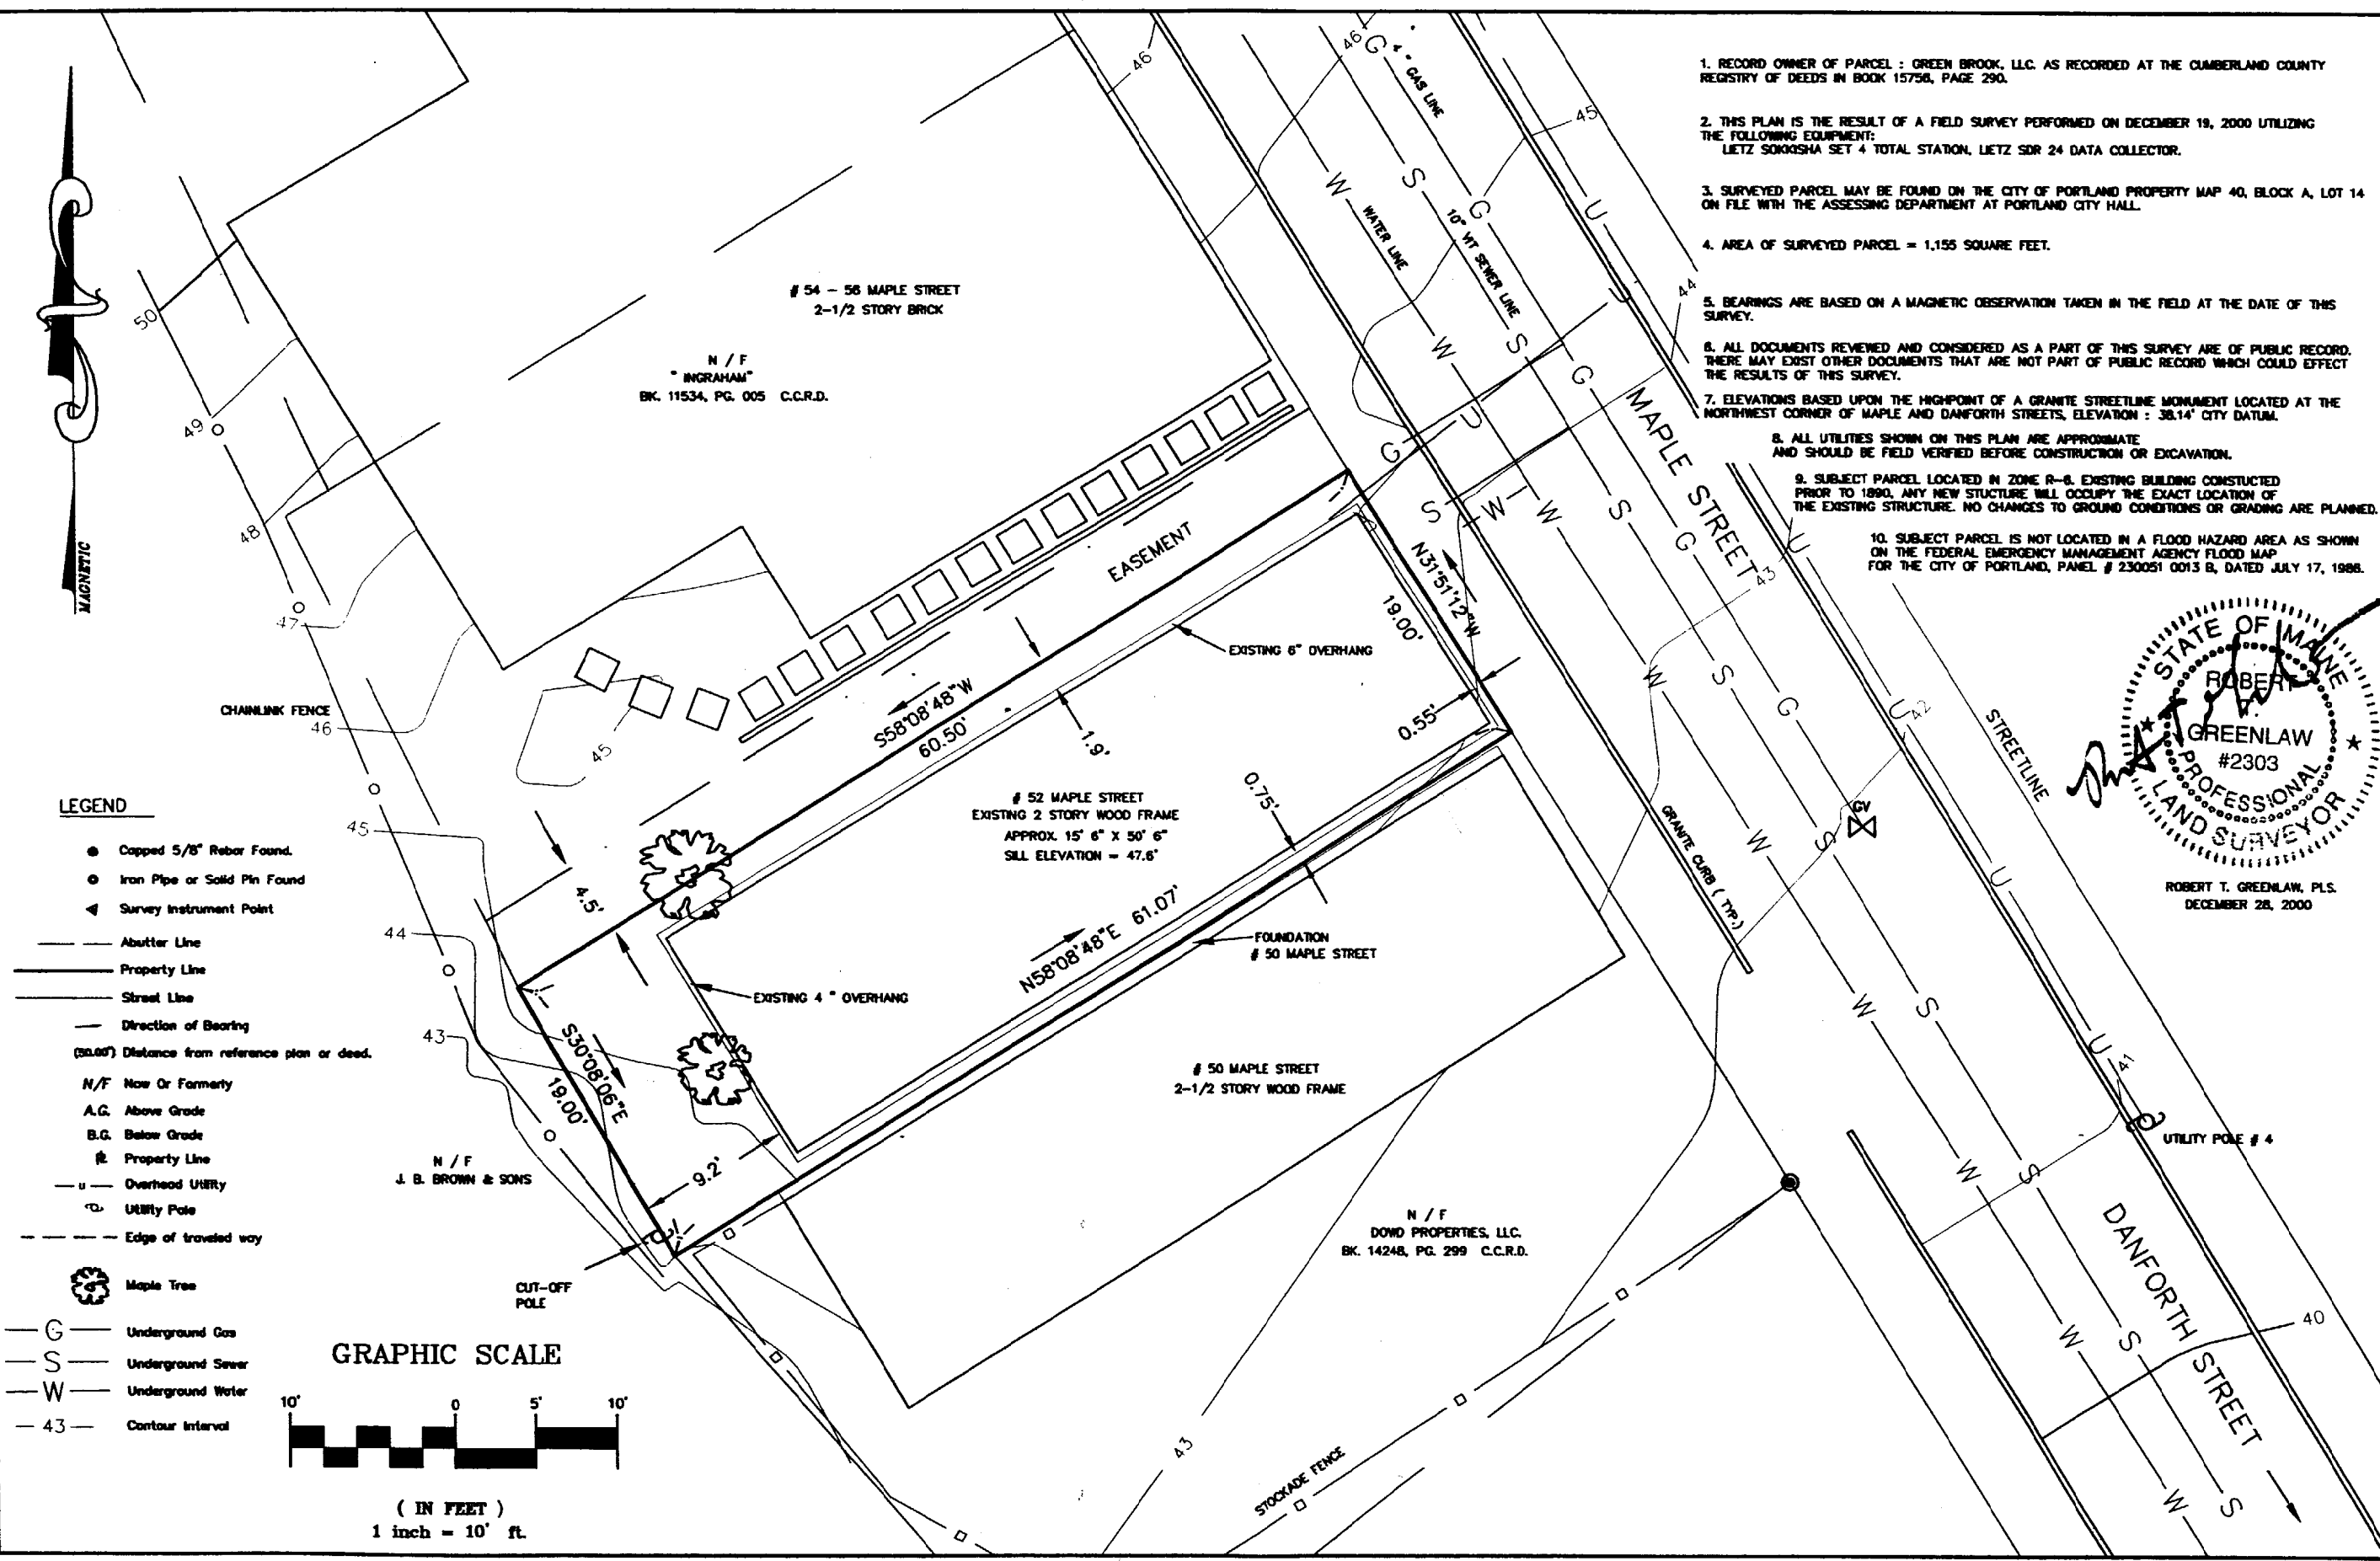 1. RECORD OWNER OF PARCEL : GREEN BROOK, LLC. AS RECORDED AT THE CUMBERLAND COUNTY
REGISTRY OF DEEDS IN BOOK 15756, PAGE 290.
2. THIS PLAN IS THE RESULT OF A FIELD SURVEY PERFORMED ON DECEMBER 19, 2000 UTILIZING
THE FOLLOWING EQUIPMENT:
LIETZ SOKKISHA SET 4 TOTAL STATION, LIETZ SDR 24 DATA COLLECTOR.
3. SURVEYED PARCEL MAY BE FOUND ON THE CITY OF PORTLAND PROPERTY MAP 40, BLOCK A, LOT 14
ON FILE WITH THE ASSESSING DEPARTMENT AT PORTLAND CITY HALL.
4. AREA OF SURVEYED PARCEL = 1,155 SQUARE FEET.
5. BEARINGS ARE BASED ON A MAGNETIC OBSERVATION TAKEN IN THE FIELD AT THE DATE OF THIS
SURVEY.
6. ALL DOCUMENTS REVIEWED AND CONSIDERED AS A PART OF THIS SURVEY ARE OF PUBLIC RECORD.
THERE MAY EXIST OTHER DOCUMENTS THAT ARE NOT PART OF PUBLIC RECORD WHICH COULD EFFECT
THE RESULTS OF THIS SURVEY.
7. ELEVATIONS BASED UPON THE HIGHPOINT OF A GRANITE STREETLINE MONUMENT LOCATED AT THE
NORTHWEST CORNER OF MAPLE AND DANFORTH STREETS, ELEVATION : 38.14' CITY DATUM.
8. ALL UTILITIES SHOWN ON THIS PLAN ARE APPROXIMATE
AND SHOULD BE FIELD VERIFIED BEFORE CONSTRUCTION OR EXCAVATION.
9. SUBJECT PARCEL LOCATED IN ZONE R-6. EXISTING BUILDING CONSTUCTED
PRIOR TO 1890, ANY NEW STUCTURE WILL OCCUPY THE EXACT LOCATION OF
THE EXISTING STRUCTURE. NO CHANGES TO GROUND CONDITIONS OR GRADING ARE PLANNED.
10. SUBJECT PARCEL IS NOT LOCATED IN A FLOOD HAZARD AREA AS SHOWN
ON THE FEDERAL EMERGENCY MANAGEMENT AGENCY FLOOD MAP
FOR THE CITY OF PORTLAND, PANEL # 230051 0013 B, DATED JULY 17, 1986.
STATE OF MAINE
ROBERT T.
GREENLAW
#2303
PROFESSIONAL
LAND SURVEYOR
ROBERT T. GREENLAW, PLS.
DECEMBER 28, 2000
MAGNETIC
# 54 - 56 MAPLE STREET
2-1/2 STORY BRICK
N / F
" INGRAHAM"
BK. 11534, PG. 005 C.C.R.D.
4 " GAS LINE
WATER LINE
10" VIT SEWER LINE
MAPLE STREET
EASEMENT
N31°51'12"W
19.00'
EXISTING 6" OVERHANG
S58°08'48"W
60.50'
1.9'
0.55'
0.75'
# 52 MAPLE STREET
EXISTING 2 STORY WOOD FRAME
APPROX. 15' 6" X 50' 6"
SILL ELEVATION = 47.6'
N58°08'48"E 61.07'
FOUNDATION
# 50 MAPLE STREET
EXISTING 4 " OVERHANG
4.5'
S30°08'06"E
19.00'
9.2'
# 50 MAPLE STREET
2-1/2 STORY WOOD FRAME
N / F
J. B. BROWN & SONS
CUT-OFF
POLE
N / F
DOWD PROPERTIES, LLC.
BK. 14248, PG. 299 C.C.R.D.
STOCKADE FENCE
CHAINLINK FENCE
GRANITE CURB ( TYP.)
GV
STREETLINE
UTILITY POLE # 4
DANFORTH STREET
50
49
48
47
46
45
44
43
45
46
46
45
44
43
42
41
40
43
LEGEND
Capped 5/8" Rebar Found.
Iron Pipe or Solid Pin Found
Survey Instrument Point
Abutter Line
Property Line
Street Line
Direction of Bearing
(50.00') Distance from reference plan or deed.
N/F Now Or Formerly
A.G. Above Grade
B.G. Below Grade
Property Line
u Overhead Utility
Utility Pole
Edge of traveled way
Maple Tree
G Underground Gas
S Underground Sewer
W Underground Water
43 Contour Interval
GRAPHIC SCALE
10' 0 5' 10'
( IN FEET )
1 inch = 10' ft.